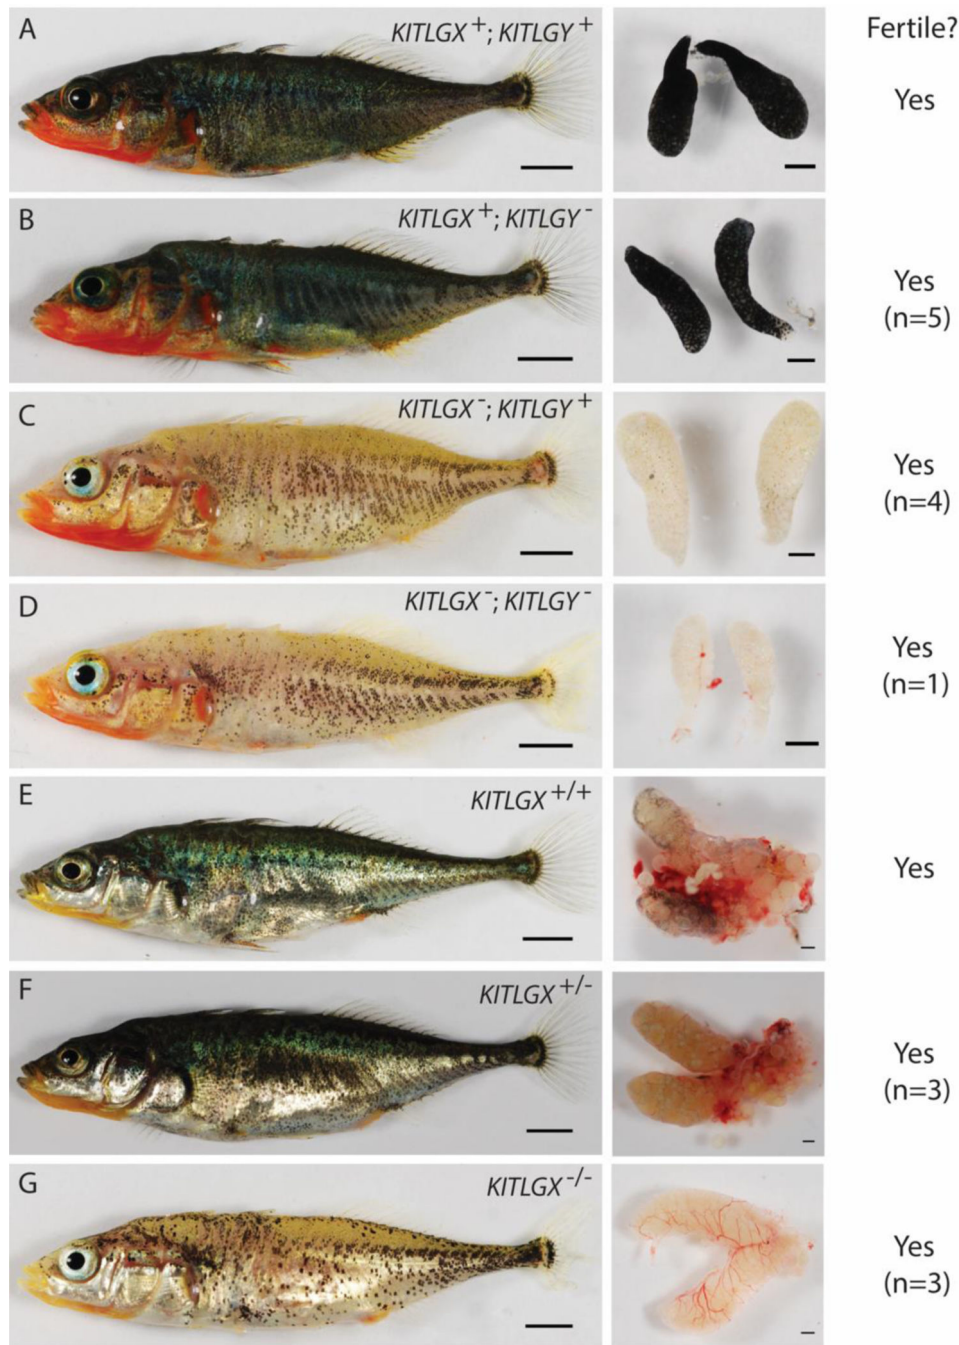 A KITLGX⁺; KITLGY⁺ Fertile?
Yes
B KITLGX⁺; KITLGY⁻
Yes
(n=5)
C KITLGX⁻; KITLGY⁺
Yes
(n=4)
D KITLGX⁻; KITLGY⁻
Yes
(n=1)
E KITLGX⁺/⁺
Yes
F KITLGX⁺/⁻
Yes
(n=3)
G KITLGX⁻/⁻
Yes
(n=3)